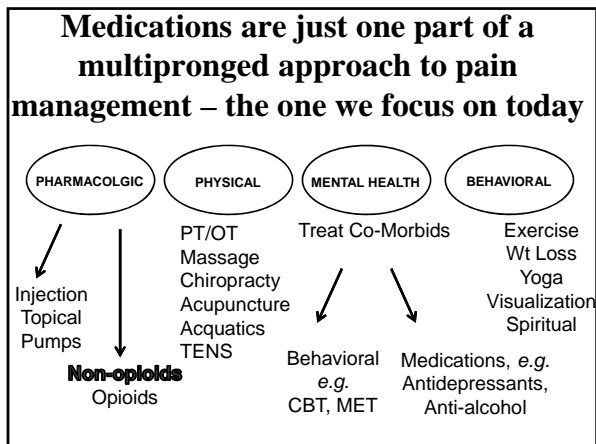 Medications are just one part of a
multipronged approach to pain
management – the one we focus on today
PHARMACOLGIC
PHYSICAL
MENTAL HEALTH
BEHAVIORAL
Injection
Topical
Pumps
Non-opioids
Opioids
PT/OT
Massage
Chiropracty
Acupuncture
Acquatics
TENS
Treat Co-Morbids
Behavioral
e.g.
CBT, MET
Medications, e.g.
Antidepressants,
Anti-alcohol
Exercise
Wt Loss
Yoga
Visualization
Spiritual